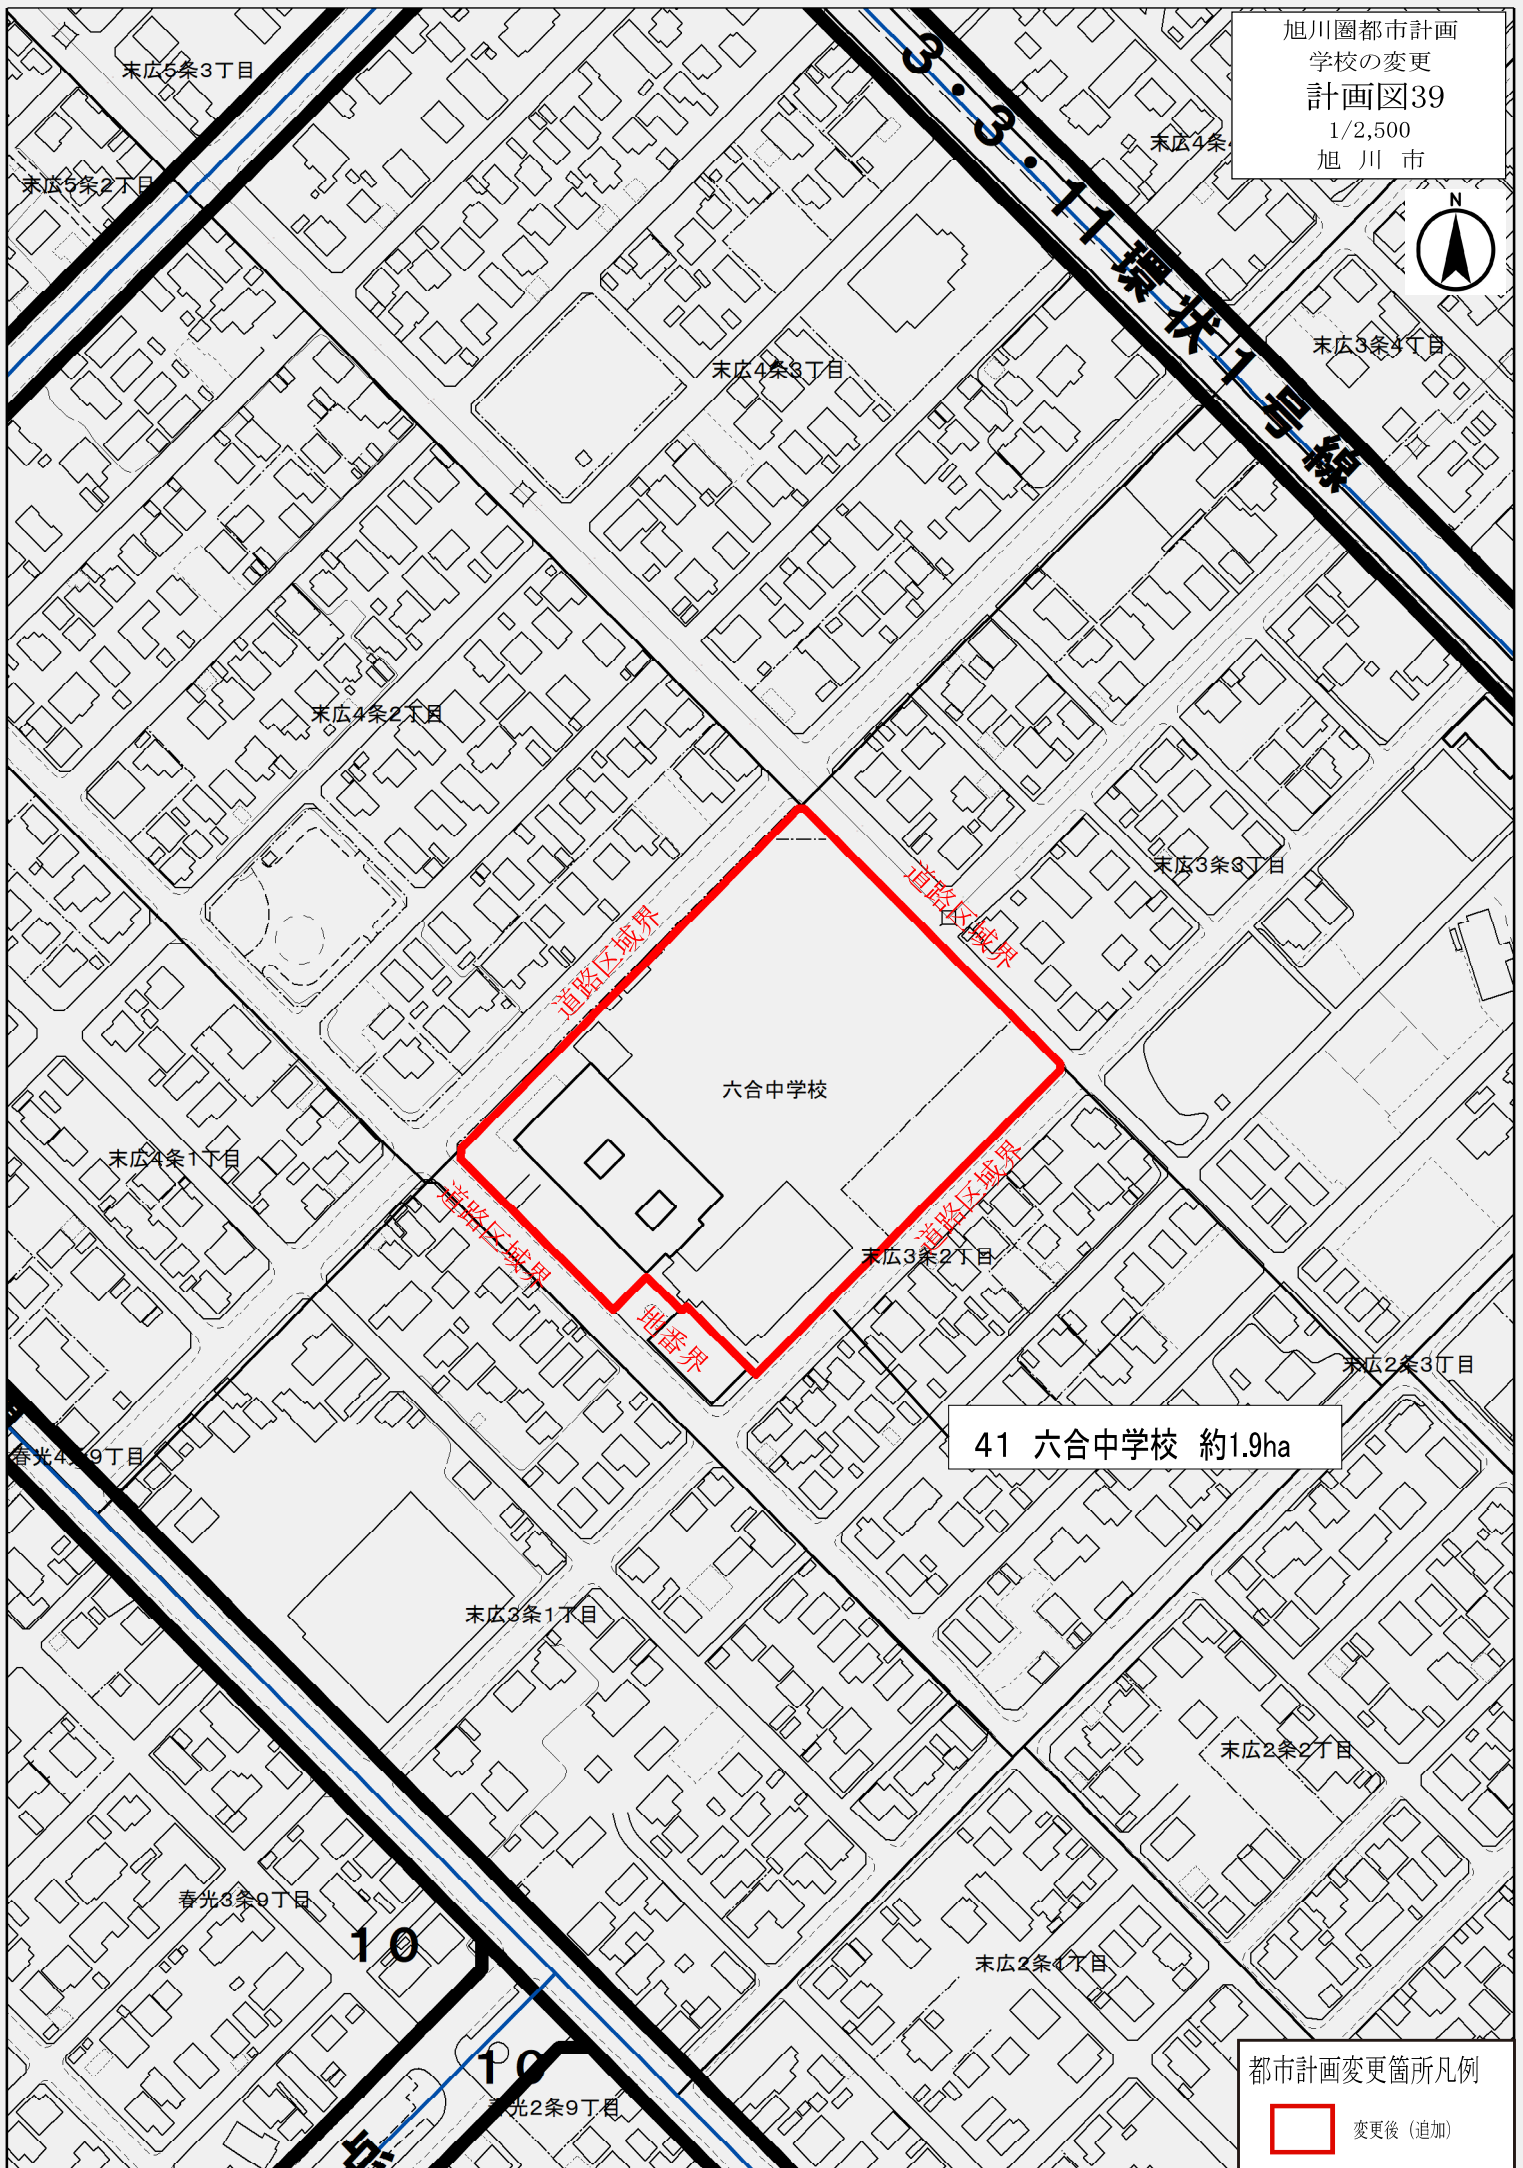 旭川圏都市計画
学校の変更
計画図39
1/2,500
旭 川 市
N
末広5条3丁目
末広5条2丁目
3・3・11環状1号線
末広4条
末広3条4丁目
末広4条3丁目
末広4条2丁目
末広3条3丁目
道路区域界
道路区域界
六合中学校
末広4条1丁目
道路区域界
道路区域界
末広3条2丁目
地番界
末広2条3丁目
41 六合中学校 約1.9ha
春光4条9丁目
末広3条1丁目
末広2条2丁目
春光3条9丁目
10
末広2条1丁目
10
春光2条9丁目
都市計画変更箇所凡例
変更後（追加）